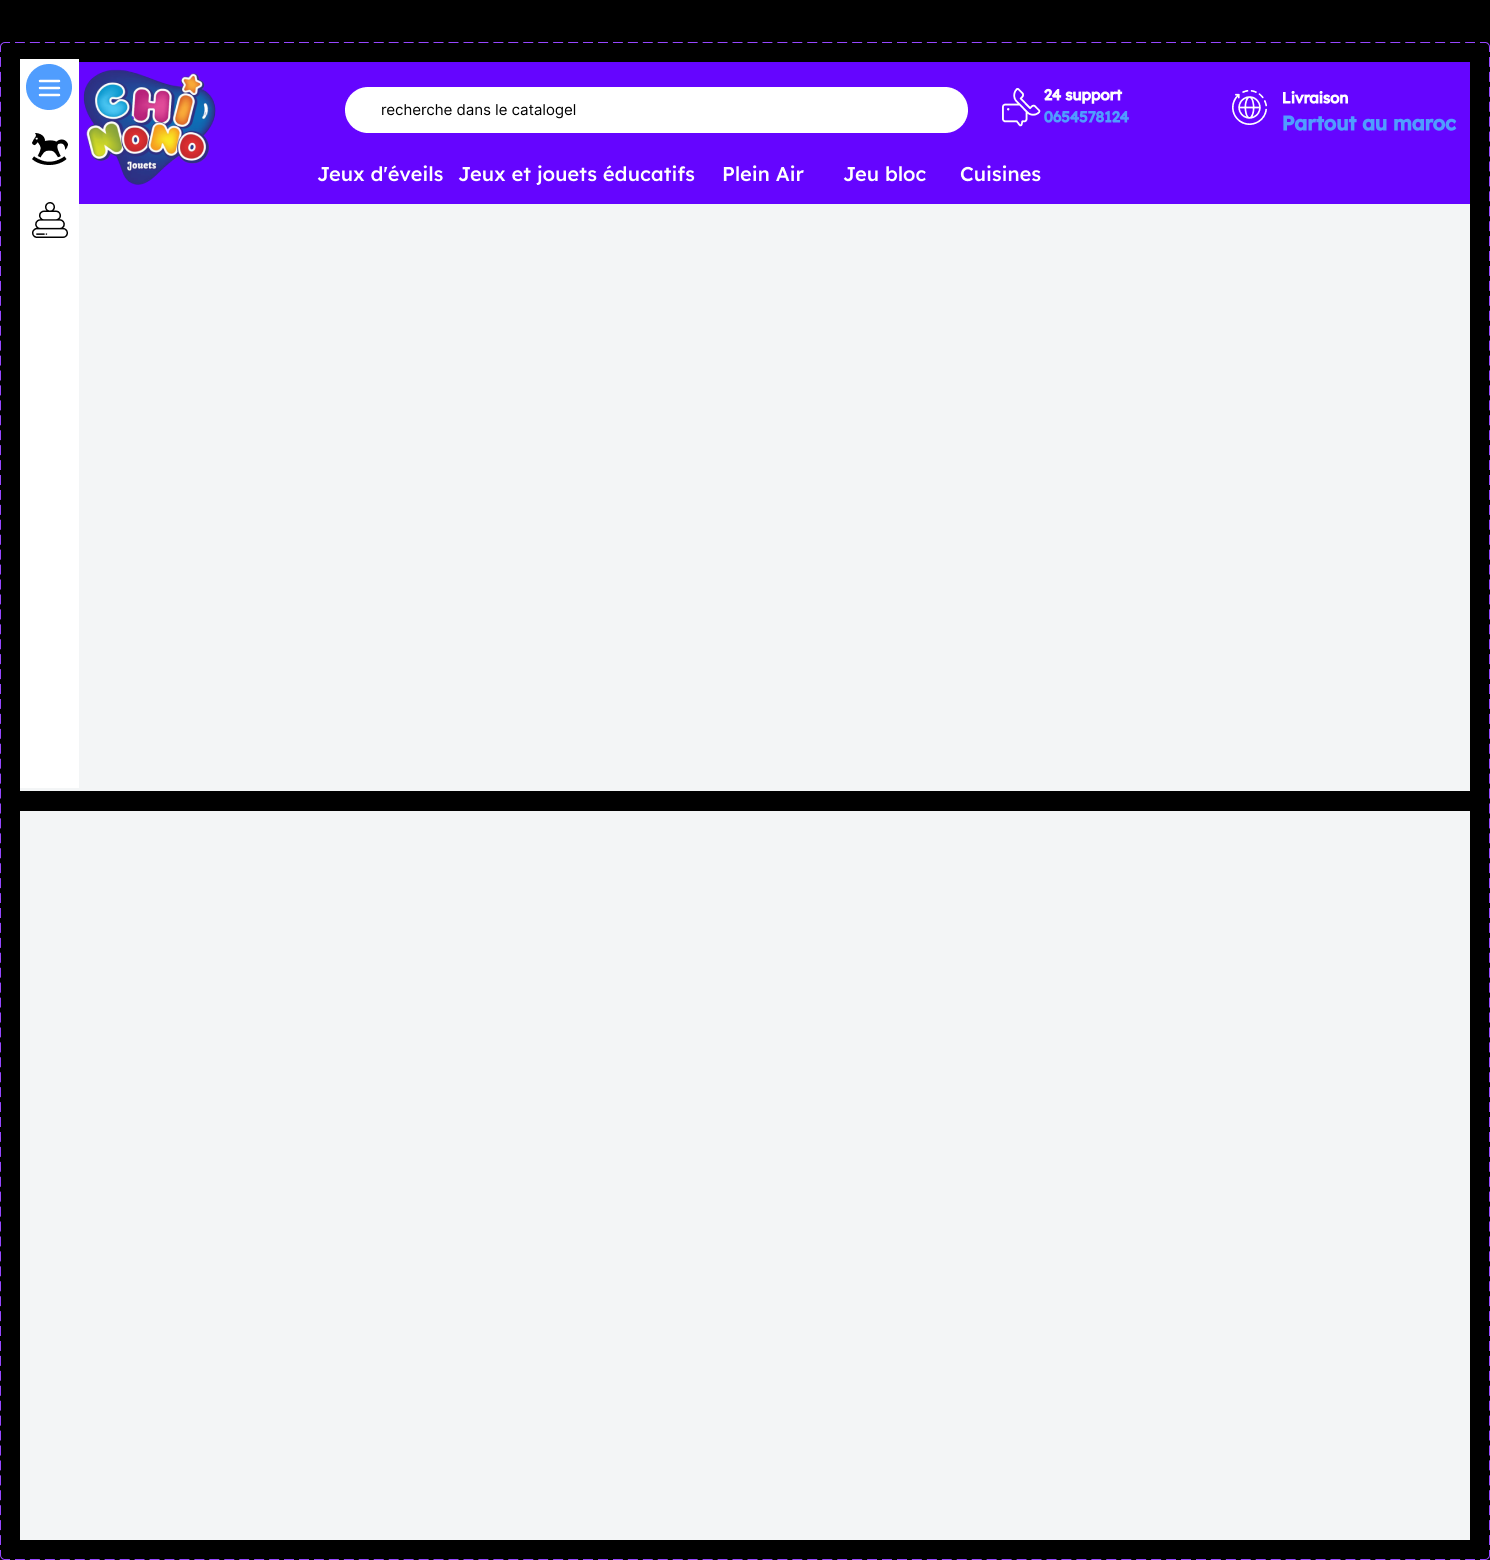 CHI
NONO
Jouets
recherche dans le catalogel
24 support
0654578124
Livraison
Partout au maroc
Jeux d'éveils Jeux et jouets éducatifs Plein Air Jeu bloc Cuisines